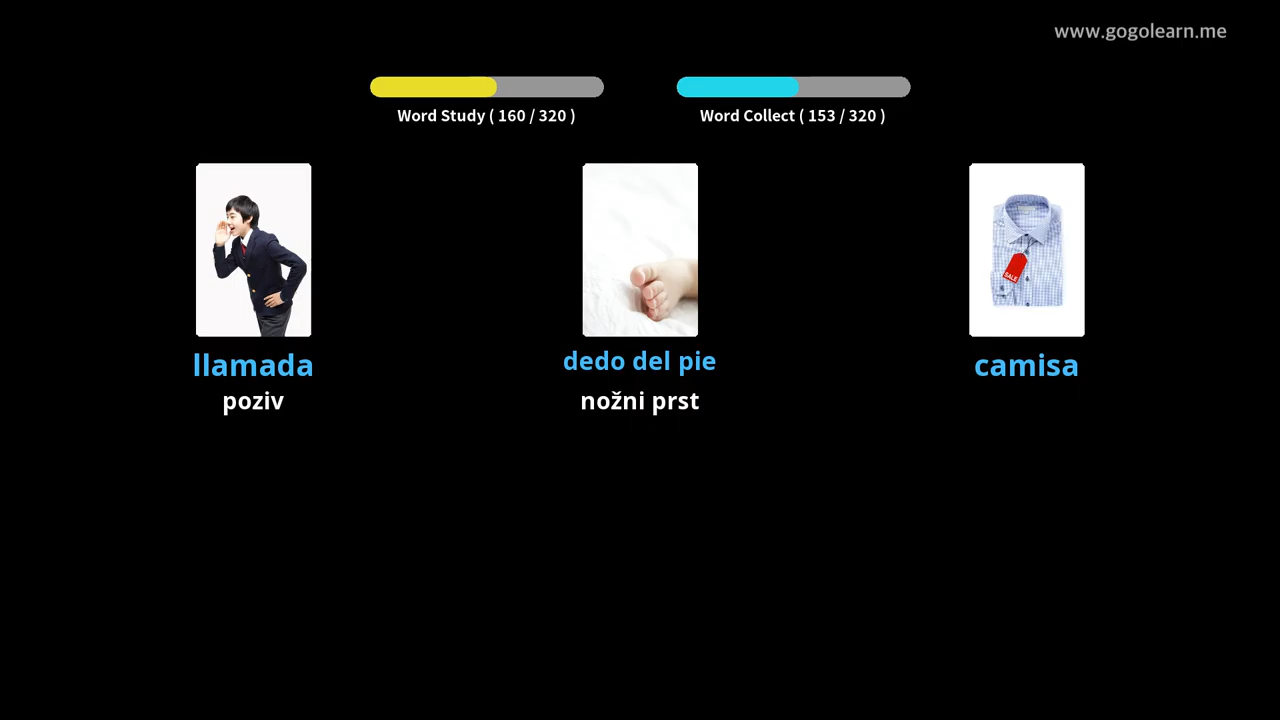 www.gogolearn.me
Word Study ( 160 / 320 )
Word Collect ( 153 / 320 )
SALE
llamada
dedo del pie
camisa
poziv
nožni prst